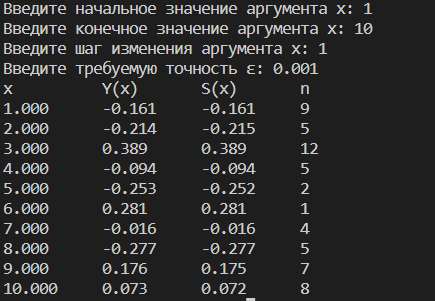 Введите начальное значение аргумента x: 1
Введите конечное значение аргумента x: 10
Введите шаг изменения аргумента x: 1
Введите требуемую точность ε: 0.001
x Y(x) S(x) n
1.000 -0.161 -0.161 9
2.000 -0.214 -0.215 5
3.000 0.389 0.389 12
4.000 -0.094 -0.094 5
5.000 -0.253 -0.252 2
6.000 0.281 0.281 1
7.000 -0.016 -0.016 4
8.000 -0.277 -0.277 5
9.000 0.176 0.175 7
10.000 0.073 0.072 8